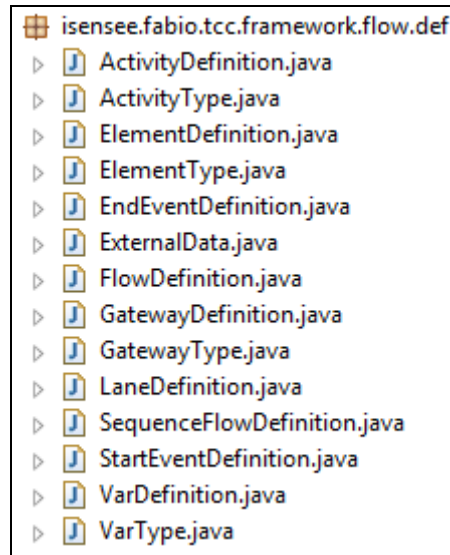 isensee.fabio.tcc.framework.flow.def
ActivityDefinition.java
ActivityType.java
ElementDefinition.java
ElementType.java
EndEventDefinition.java
ExternalData.java
FlowDefinition.java
GatewayDefinition.java
GatewayType.java
LaneDefinition.java
SequenceFlowDefinition.java
StartEventDefinition.java
VarDefinition.java
VarType.java